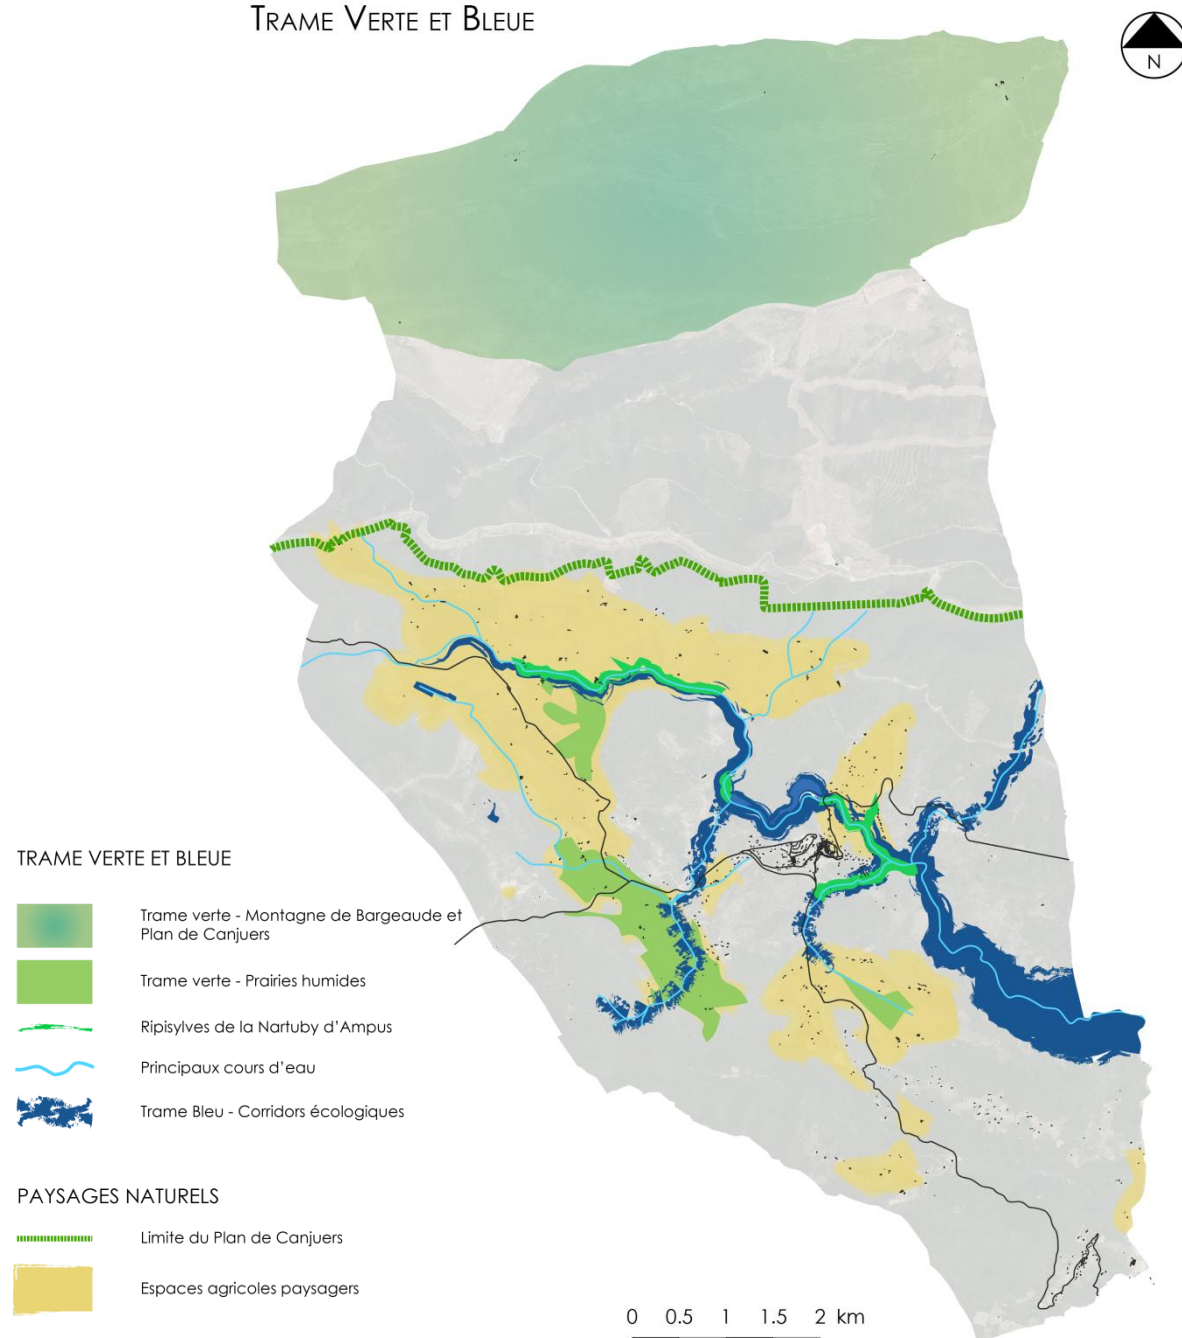 Trame Verte et Bleue
N
TRAME VERTE ET BLEUE
Trame verte - Montagne de Bargeaude et
Plan de Canjuers
Trame verte - Prairies humides
Ripisylves de la Nartuby d'Ampus
Principaux cours d'eau
Trame Bleu - Corridors écologiques
PAYSAGES NATURELS
Limite du Plan de Canjuers
Espaces agricoles paysagers
0 0.5 1 1.5 2 km